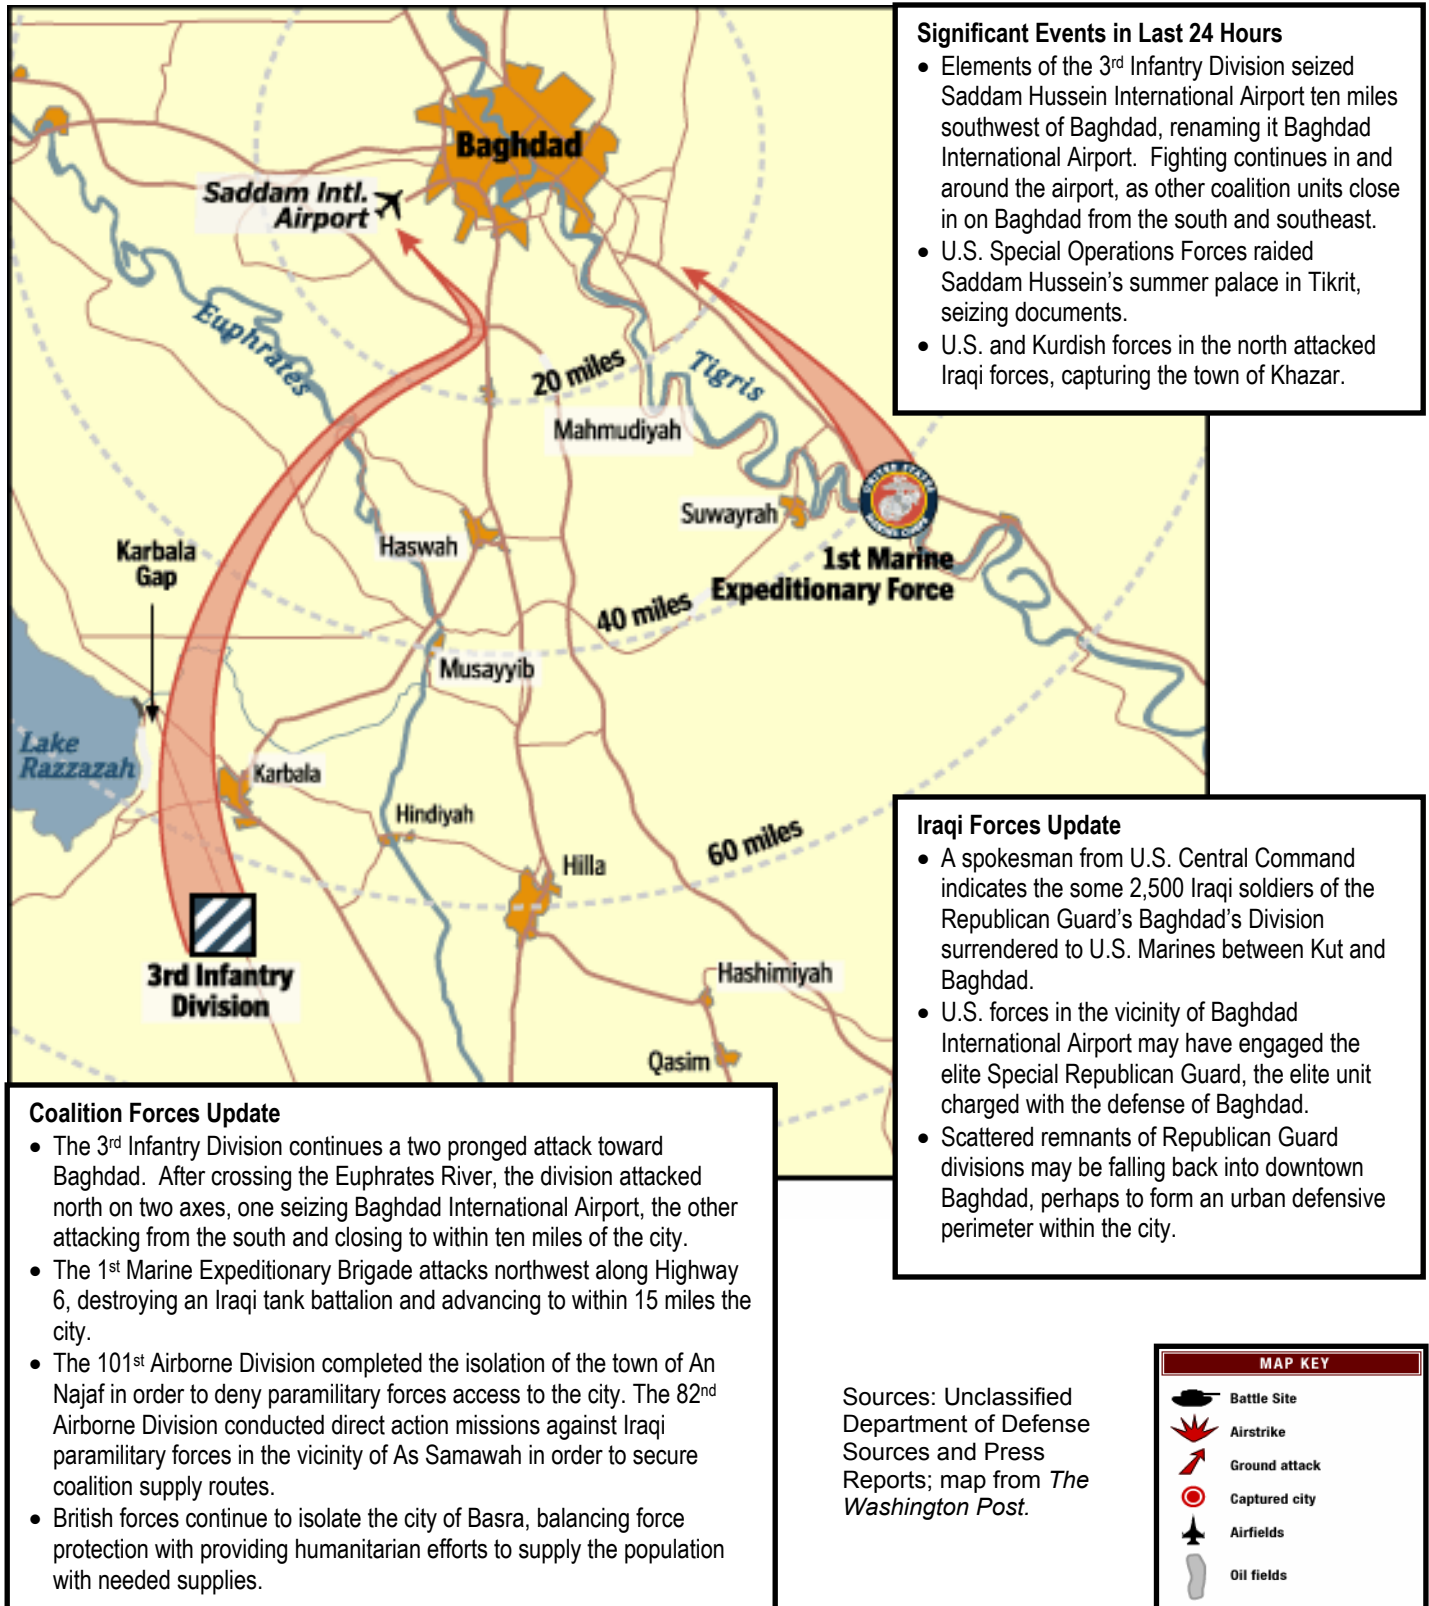 Significant Events in Last 24 Hours
• Elements of the 3rd Infantry Division seized
Saddam Hussein International Airport ten miles
southwest of Baghdad, renaming it Baghdad
International Airport.  Fighting continues in and
around the airport, as other coalition units close
in on Baghdad from the south and southeast.
• U.S. Special Operations Forces raided
Saddam Hussein’s summer palace in Tikrit,
seizing documents.
• U.S. and Kurdish forces in the north attacked
Iraqi forces, capturing the town of Khazar.
Baghdad
Saddam Intl.
Airport
Euphrates
20 miles
Tigris
Mahmudiyah
Suwayrah
UNITED STATES
MARINE CORPS
1st Marine
Expeditionary Force
Haswah
Karbala
Gap
40 miles
Musayyib
Lake
Razzazah
Karbala
Hindiyah
60 miles
Hilla
3rd Infantry
Division
Hashimiyah
Qasim
Iraqi Forces Update
• A spokesman from U.S. Central Command
indicates the some 2,500 Iraqi soldiers of the
Republican Guard’s Baghdad’s Division
surrendered to U.S. Marines between Kut and
Baghdad.
• U.S. forces in the vicinity of Baghdad
International Airport may have engaged the
elite Special Republican Guard, the elite unit
charged with the defense of Baghdad.
• Scattered remnants of Republican Guard
divisions may be falling back into downtown
Baghdad, perhaps to form an urban defensive
perimeter within the city.
Coalition Forces Update
• The 3rd Infantry Division continues a two pronged attack toward
Baghdad.  After crossing the Euphrates River, the division attacked
north on two axes, one seizing Baghdad International Airport, the other
attacking from the south and closing to within ten miles of the city.
• The 1st Marine Expeditionary Brigade attacks northwest along Highway
6, destroying an Iraqi tank battalion and advancing to within 15 miles the
city.
• The 101st Airborne Division completed the isolation of the town of An
Najaf in order to deny paramilitary forces access to the city. The 82nd
Airborne Division conducted direct action missions against Iraqi
paramilitary forces in the vicinity of As Samawah in order to secure
coalition supply routes.
• British forces continue to isolate the city of Basra, balancing force
protection with providing humanitarian efforts to supply the population
with needed supplies.
Sources: Unclassified
Department of Defense
Sources and Press
Reports; map from The
Washington Post.
MAP KEY
Battle Site
Airstrike
Ground attack
Captured city
Airfields
Oil fields